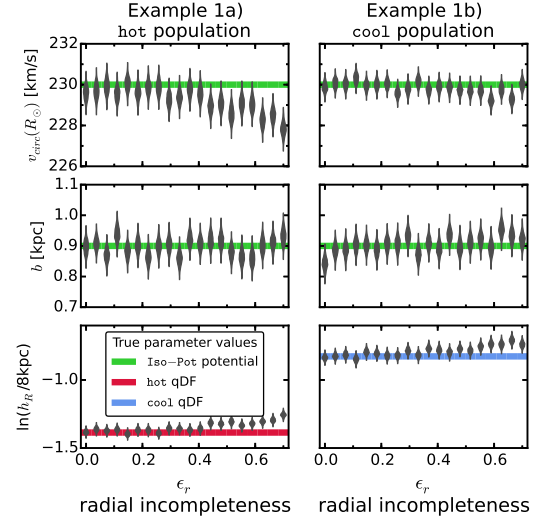 Example 1a)
hot population
Example 1b)
cool population
v_circ(R_⊙) [km/s]
232
230
228
226
b [kpc]
1.1
1.0
0.9
0.8
0.7
ln(h_R/8kpc)
−1.0
−1.5
True parameter values
Iso−Pot potential
hot qDF
cool qDF
0.0 0.2 0.4 0.6
0.0 0.2 0.4 0.6
ϵ_r
radial incompleteness
ϵ_r
radial incompleteness